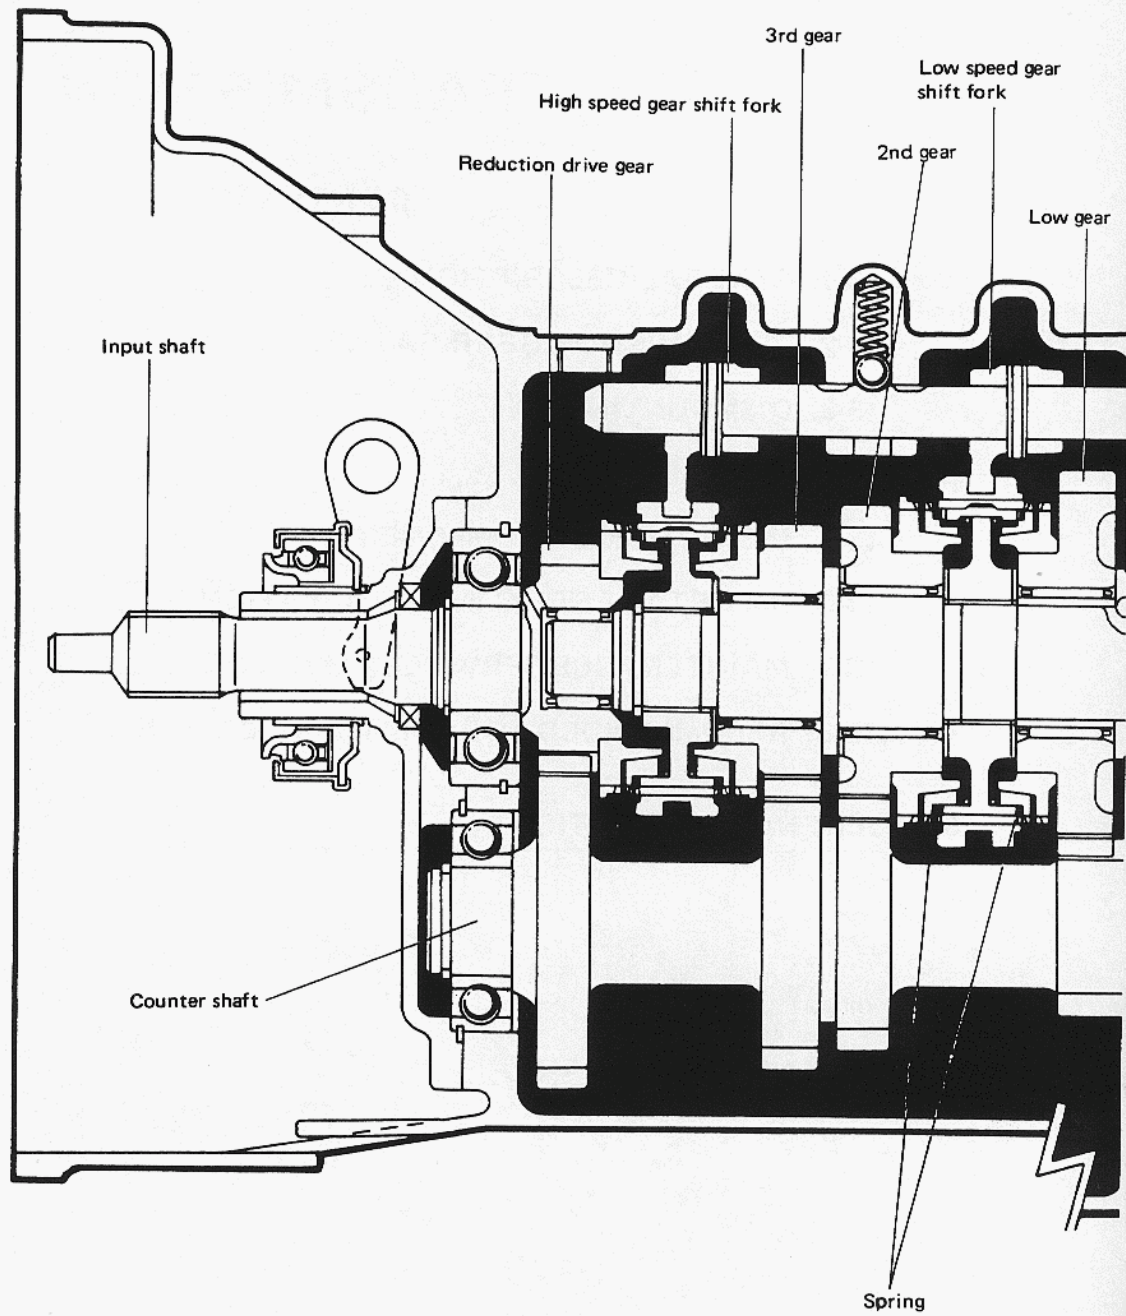 3rd gear
Low speed gear
shift fork
High speed gear shift fork
2nd gear
Reduction drive gear
Low gear
Input shaft
Counter shaft
Spring